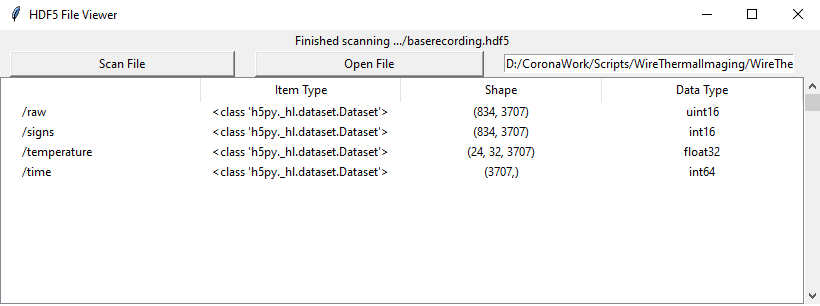 HDF5 File Viewer
Finished scanning .../baserecording.hdf5
Scan File Open File D:/CoronaWork/Scripts/WireThermalImaging/WireThe
Item Type Shape Data Type
/raw <class 'h5py._hl.dataset.Dataset'> (834, 3707) uint16
/signs <class 'h5py._hl.dataset.Dataset'> (834, 3707) int16
/temperature <class 'h5py._hl.dataset.Dataset'> (24, 32, 3707) float32
/time <class 'h5py._hl.dataset.Dataset'> (3707,) int64